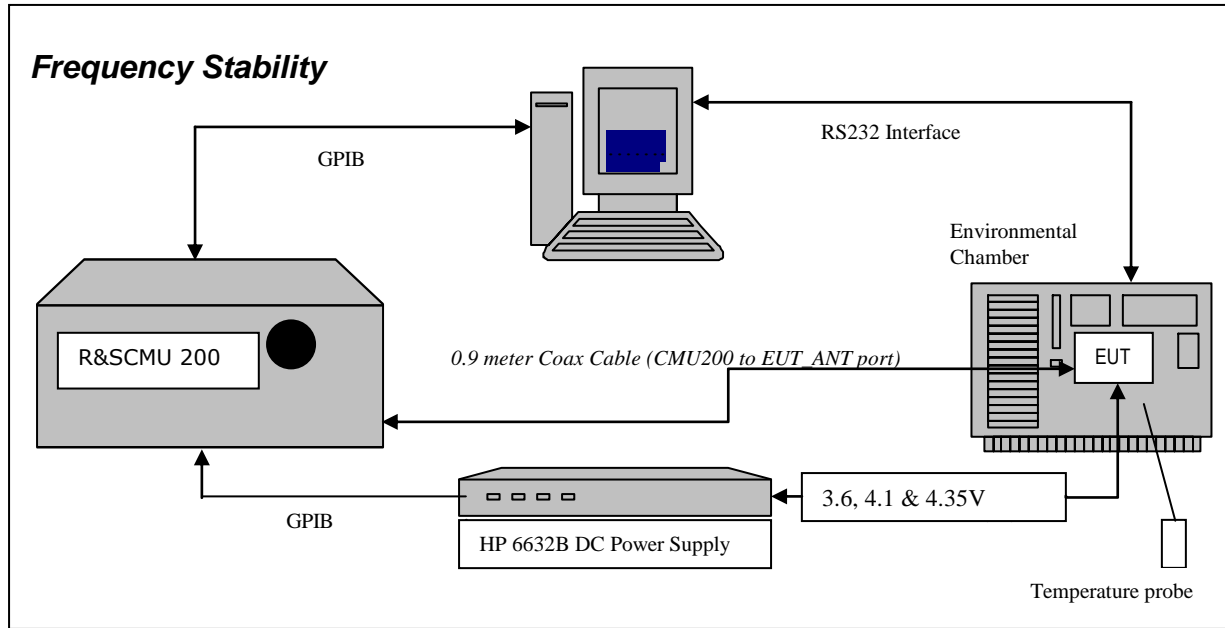 Frequency Stability
GPIB
RS232 Interface
Environmental
Chamber
R&SCMU 200
0.9 meter Coax Cable (CMU200 to EUT_ANT port)
EUT
3.6, 4.1 & 4.35V
GPIB
HP 6632B DC Power Supply
Temperature probe